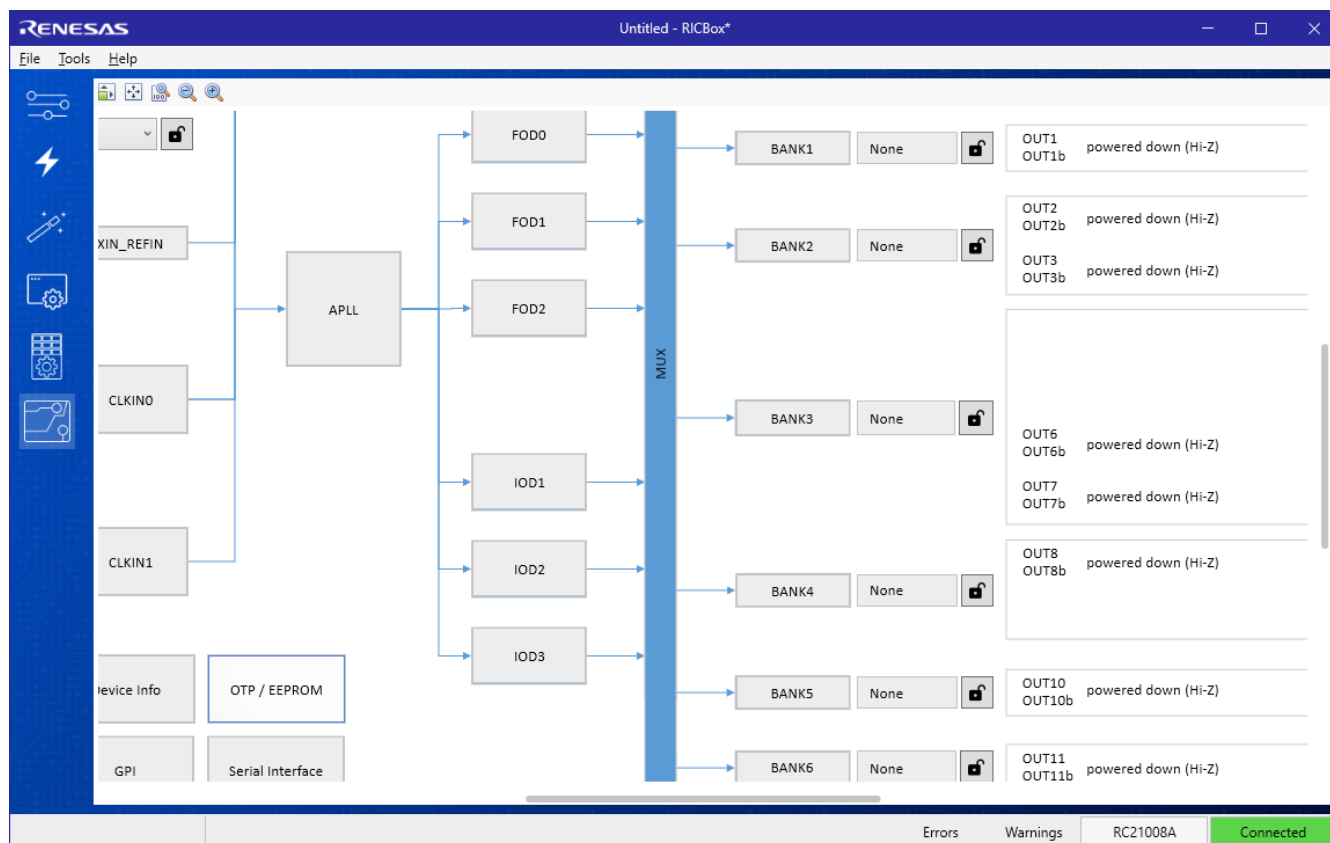 RENESAS
Untitled - RICBox*
File Tools Help
100
FOD0
BANK1
None
OUT1
OUT1b
powered down (Hi-Z)
FOD1
OUT2
OUT2b
powered down (Hi-Z)
XIN_REFIN
BANK2
None
OUT3
OUT3b
powered down (Hi-Z)
APLL
FOD2
MUX
CLKIN0
BANK3
None
OUT6
OUT6b
powered down (Hi-Z)
IOD1
OUT7
OUT7b
powered down (Hi-Z)
CLKIN1
IOD2
OUT8
OUT8b
powered down (Hi-Z)
BANK4
None
IOD3
Device Info
OTP / EEPROM
BANK5
None
OUT10
OUT10b
powered down (Hi-Z)
GPI
Serial Interface
BANK6
None
OUT11
OUT11b
powered down (Hi-Z)
Errors
Warnings
RC21008A
Connected